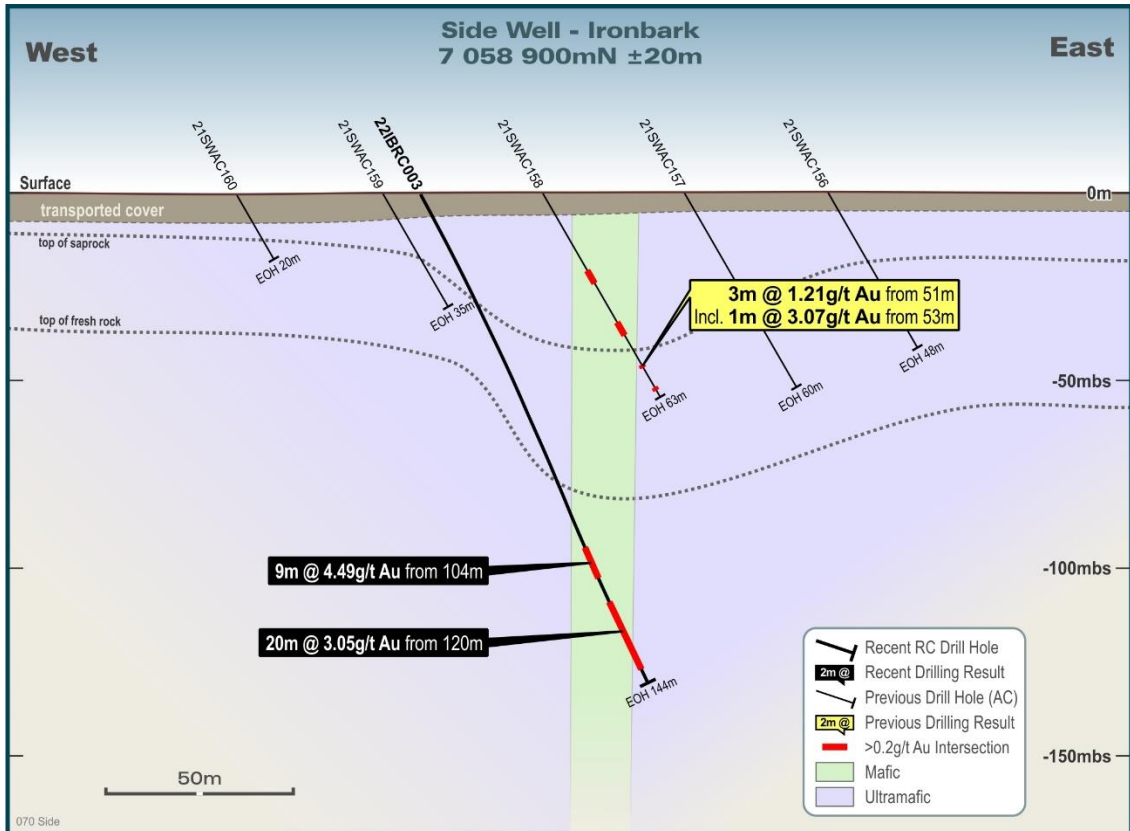 Side Well - Ironbark
7 058 900mN ±20m
West
East
21SWAC160
21SWAC159
22IBRC003
21SWAC158
21SWAC157
21SWAC156
Surface
0m
transported cover
top of saprock
EOH 20m
EOH 35m
3m @ 1.21g/t Au from 51m
Incl. 1m @ 3.07g/t Au from 53m
top of fresh rock
EOH 48m
-50mbs
EOH 63m
EOH 60m
9m @ 4.49g/t Au from 104m
-100mbs
20m @ 3.05g/t Au from 120m
EOH 144m
Recent RC Drill Hole
2m @
Recent Drilling Result
Previous Drill Hole (AC)
2m @
Previous Drilling Result
>0.2g/t Au Intersection
Mafic
Ultramafic
-150mbs
50m
070 Side